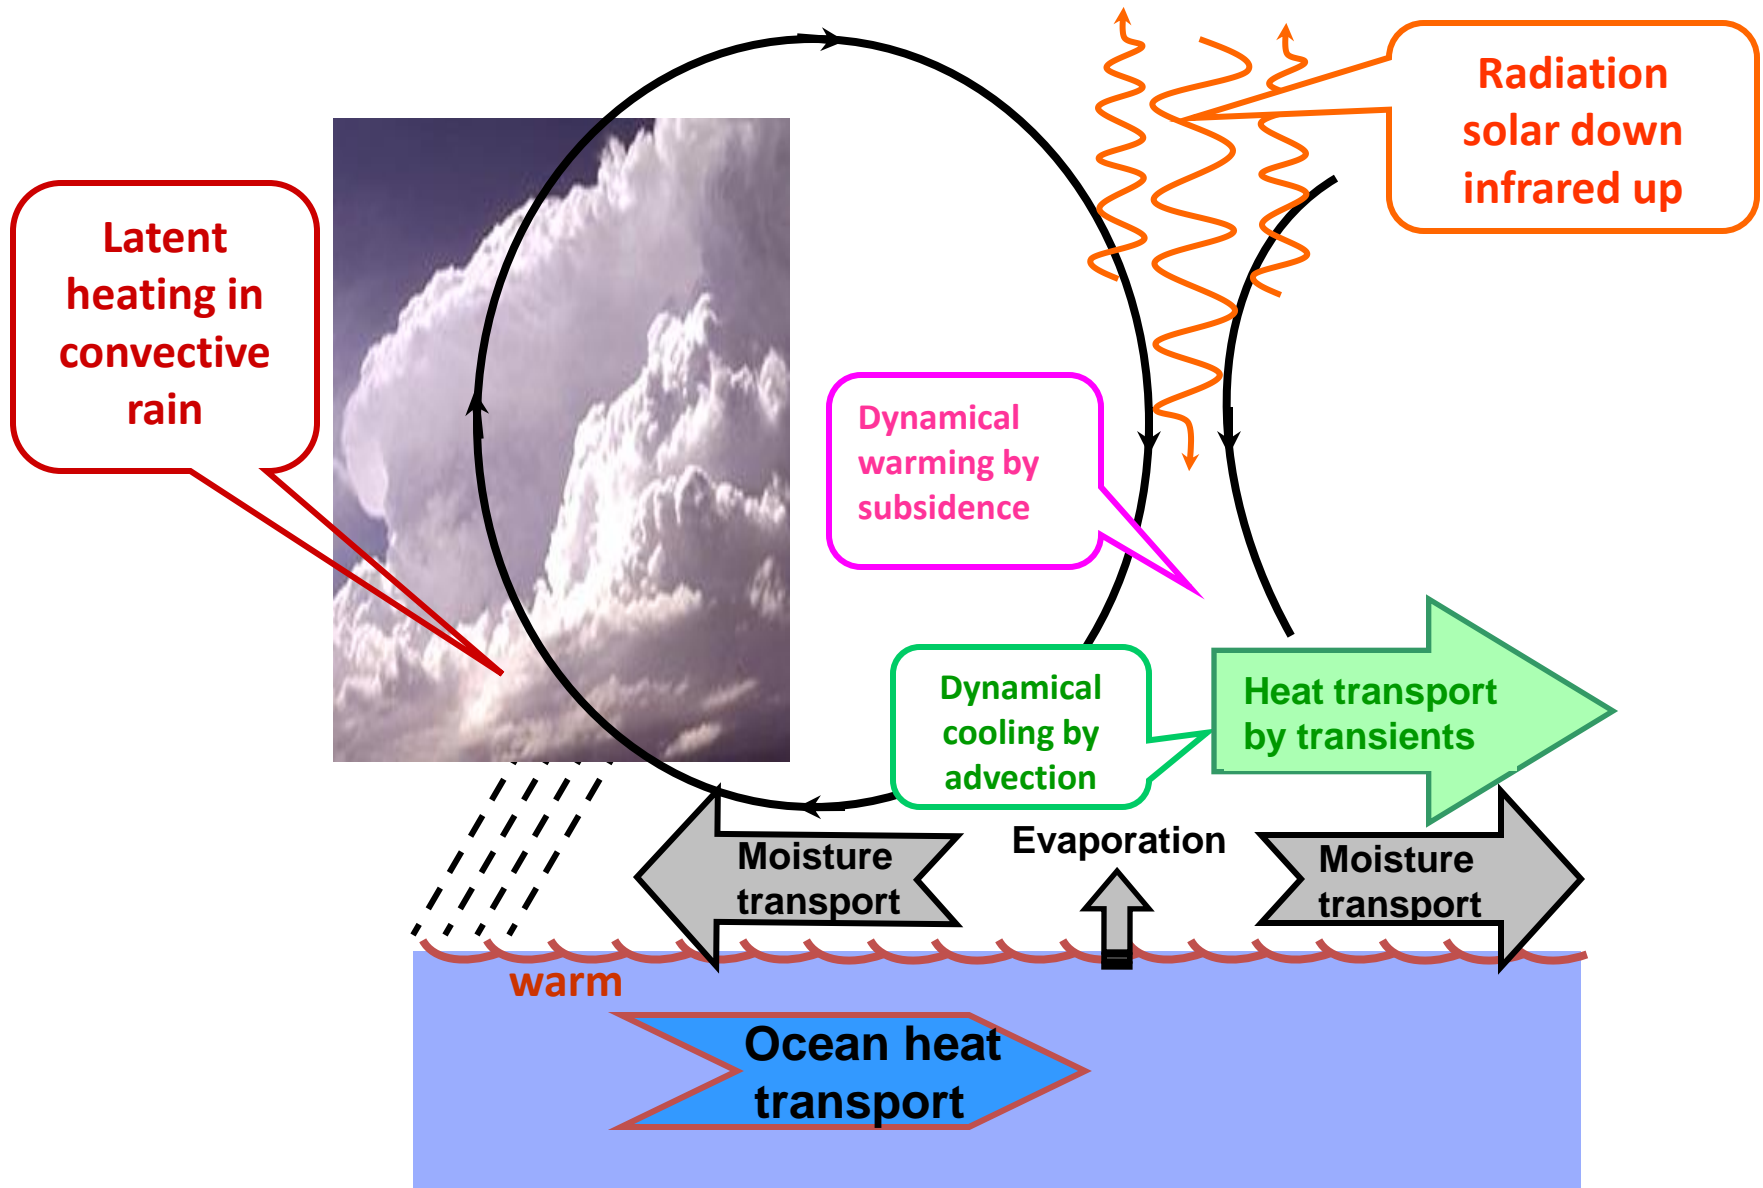 Radiation
solar down
infrared up
Latent
heating in
convective
rain
Dynamical
warming by
subsidence
Dynamical
cooling by
advection
Heat transport
by transients
Evaporation
Moisture
transport
Moisture
transport
warm
Ocean heat
transport